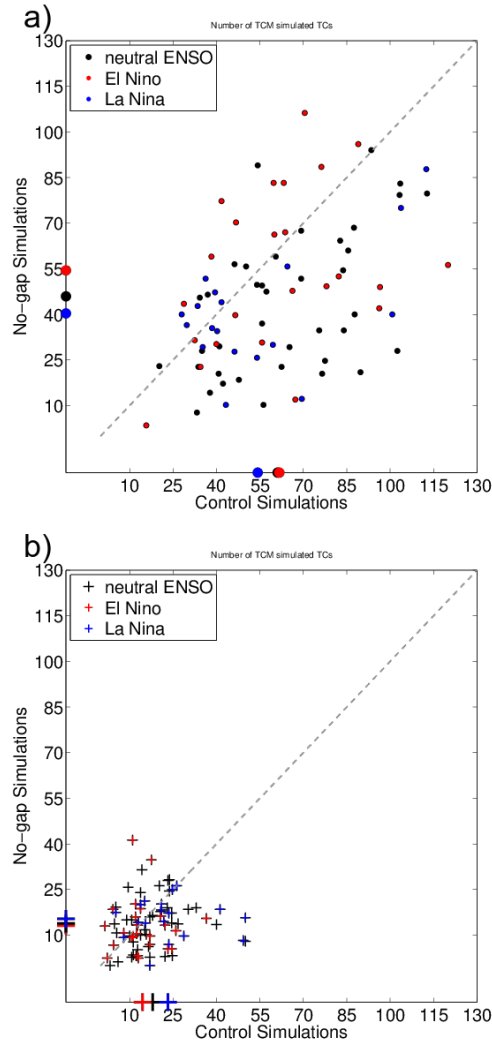 a)
Number of TCM simulated TCs
130
115
100
85
70
55
40
25
10
neutral ENSO
El Nino
La Nina
No-gap Simulations
10 25 40 55 70 85 100 115 130
Control Simulations
b)
Number of TCM simulated TCs
130
115
100
85
70
55
40
25
10
neutral ENSO
El Nino
La Nina
No-gap Simulations
10 25 40 55 70 85 100 115 130
Control Simulations